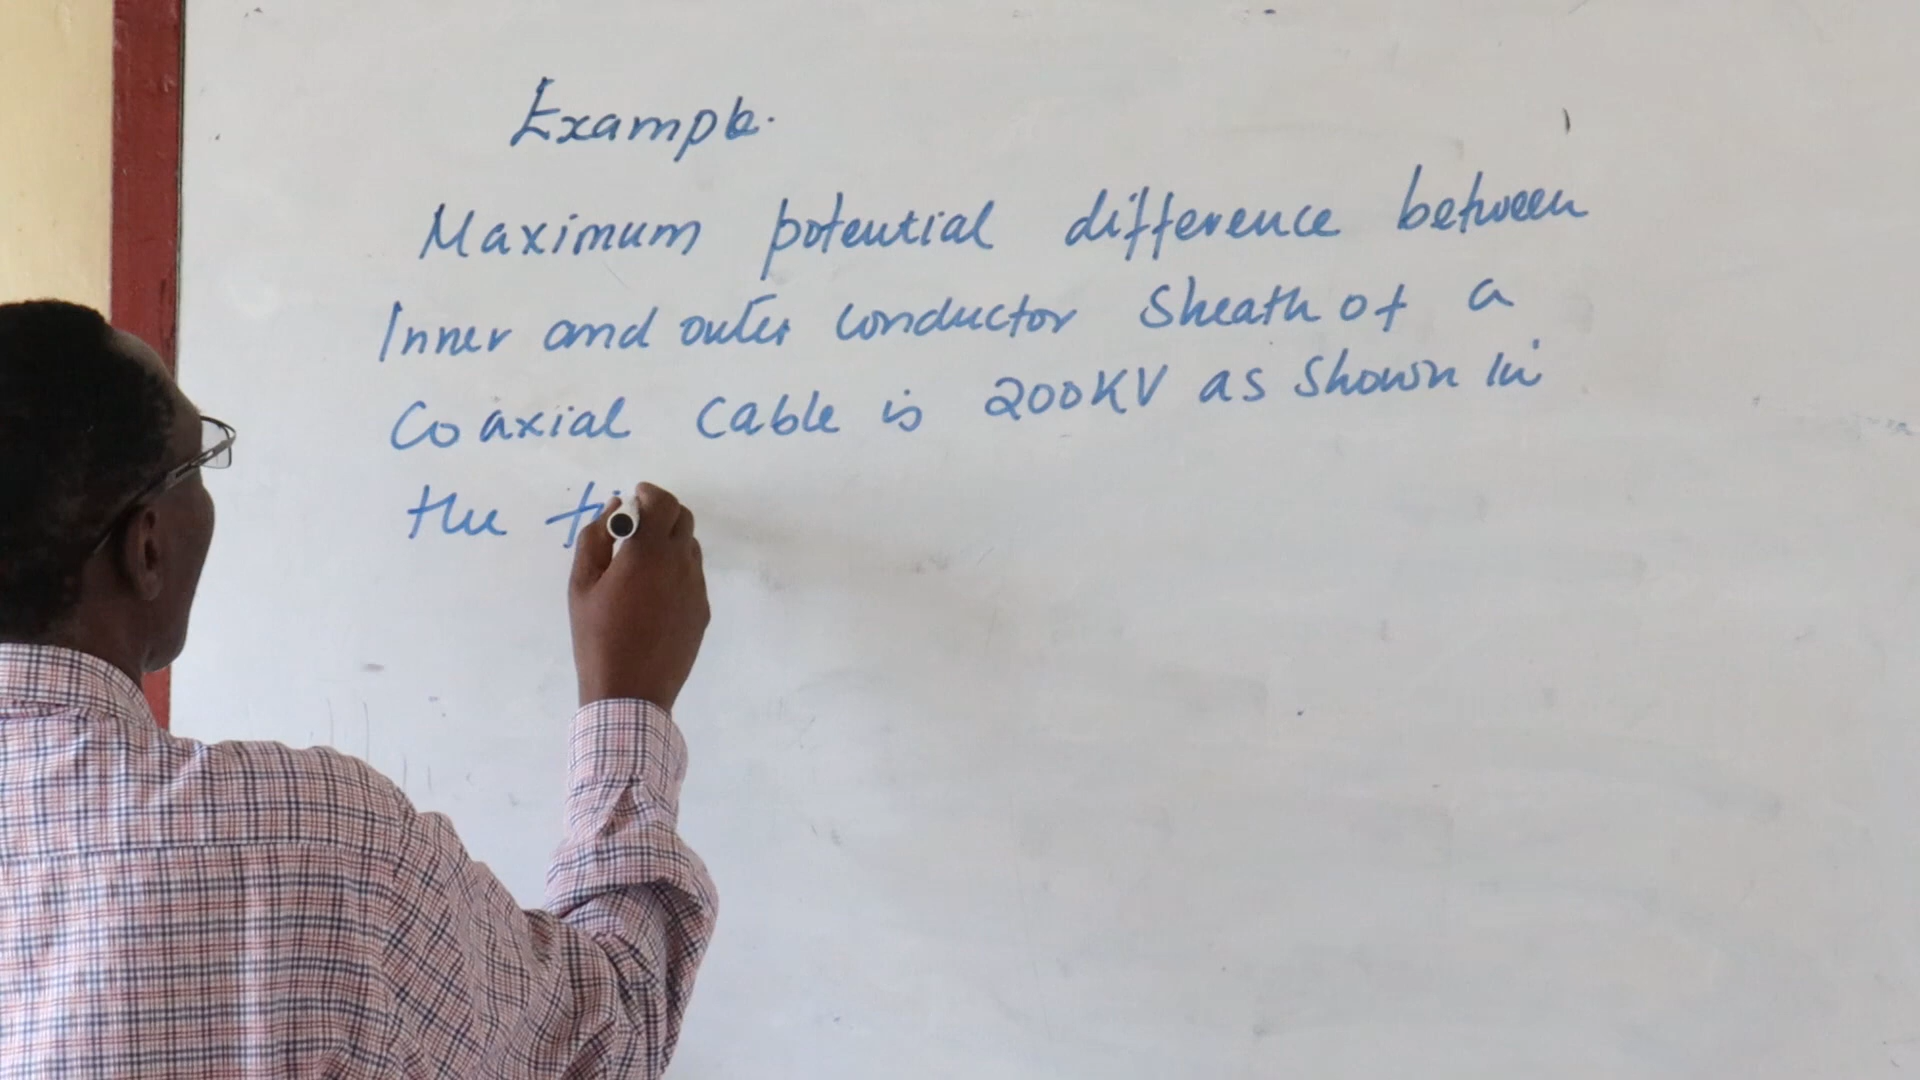 Example.
Maximum potential difference between
Inner and outer conductor Sheath of a
Coaxial Cable is 200KV as Shown in
the